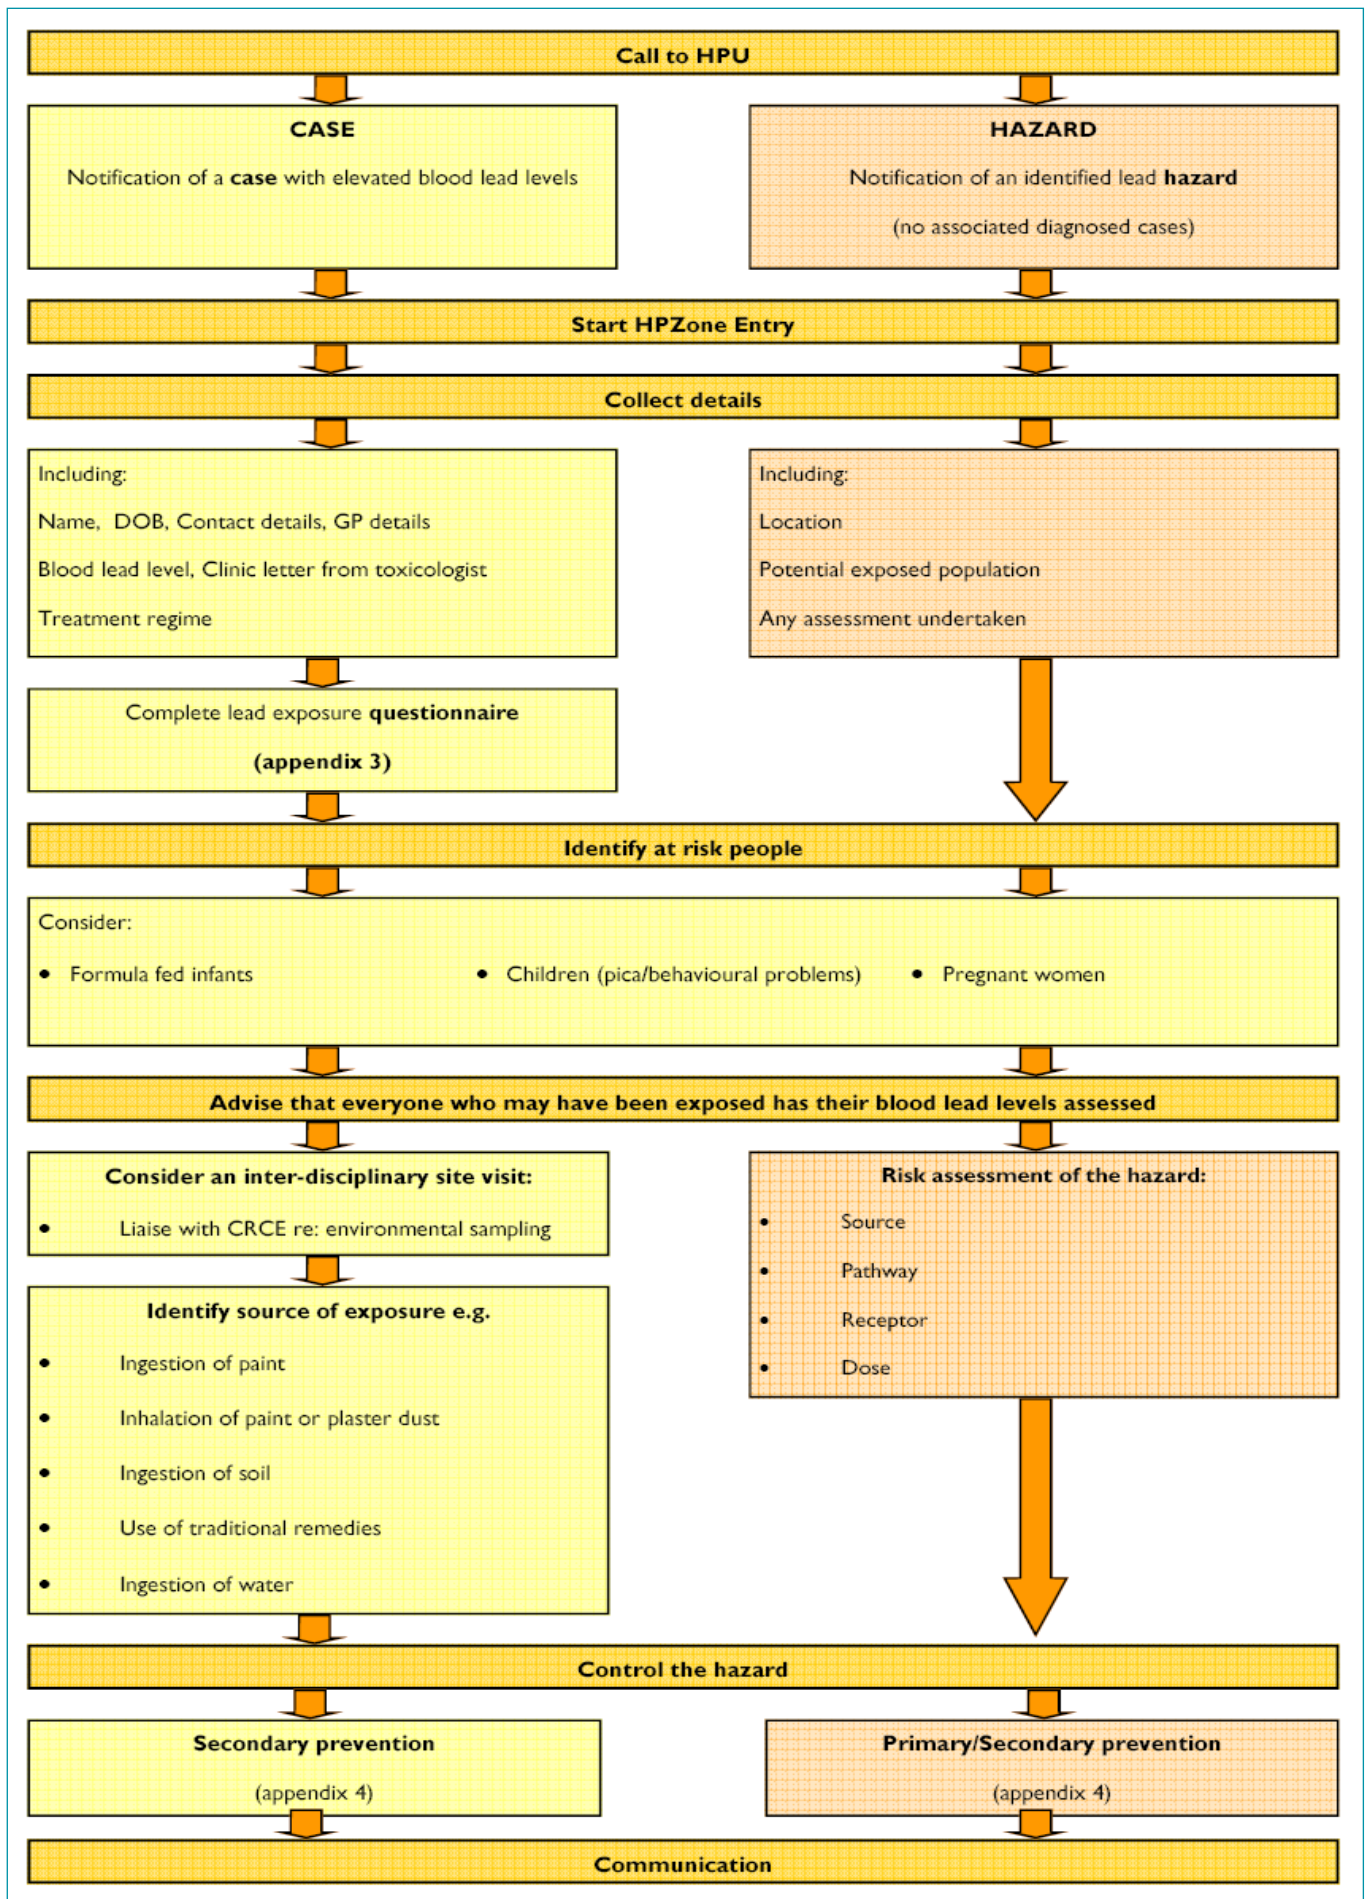 Call to HPU
CASE
Notification of a case with elevated blood lead levels
HAZARD
Notification of an identified lead hazard
(no associated diagnosed cases)
Start HPZone Entry
Collect details
Including:
Name, DOB, Contact details, GP details
Blood lead level, Clinic letter from toxicologist
Treatment regime
Including:
Location
Potential exposed population
Any assessment undertaken
Complete lead exposure questionnaire
(appendix 3)
Identify at risk people
Consider:
• Formula fed infants
• Children (pica/behavioural problems)
• Pregnant women
Advise that everyone who may have been exposed has their blood lead levels assessed
Consider an inter-disciplinary site visit:
• Liaise with CRCE re: environmental sampling
Identify source of exposure e.g.
• Ingestion of paint
• Inhalation of paint or plaster dust
• Ingestion of soil
• Use of traditional remedies
• Ingestion of water
Risk assessment of the hazard:
• Source
• Pathway
• Receptor
• Dose
Control the hazard
Secondary prevention
(appendix 4)
Primary/Secondary prevention
(appendix 4)
Communication